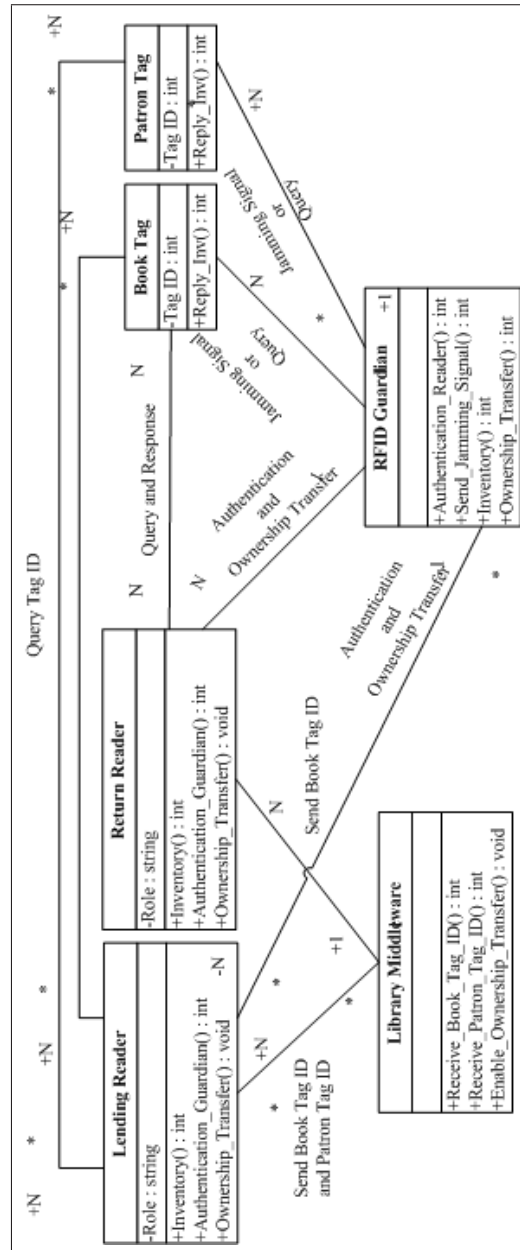 Query Tag ID
+N
*
*
+N
+N
*
*
+N
Lending Reader
-Role : string
+Inventory() : int
+Authentication_Guardian() : int
+Ownership_Transfer() : void
-N
Return Reader
-Role : string
+Inventory() : int
+Authentication_Guardian() : int
+Ownership_Transfer() : void
Book Tag
-Tag ID : int
+Reply_Inv() : int
Patron Tag
-Tag ID : int
+Reply_Inv() : int
N
Query and Response
N
N
Authentication
and
Ownership Transfer
1
Jamming Signal
or
Query
N
Jamming Signal
or
Query
+N
*
+N
*
Send Book Tag ID
and Patron Tag ID
*
*
+1
N
Send Book Tag ID
Authentication
and
Ownership Transfer
1
*
Library Middleware
+Receive_Book_Tag_ID() : int
+Receive_Patron_Tag_ID() : int
+Enable_Ownership_Transfer() : void
RFID Guardian
+1
+Authentication_Reader() : int
+Send_Jamming_Signal() : int
+Inventory() : int
+Ownership_Transfer() : int